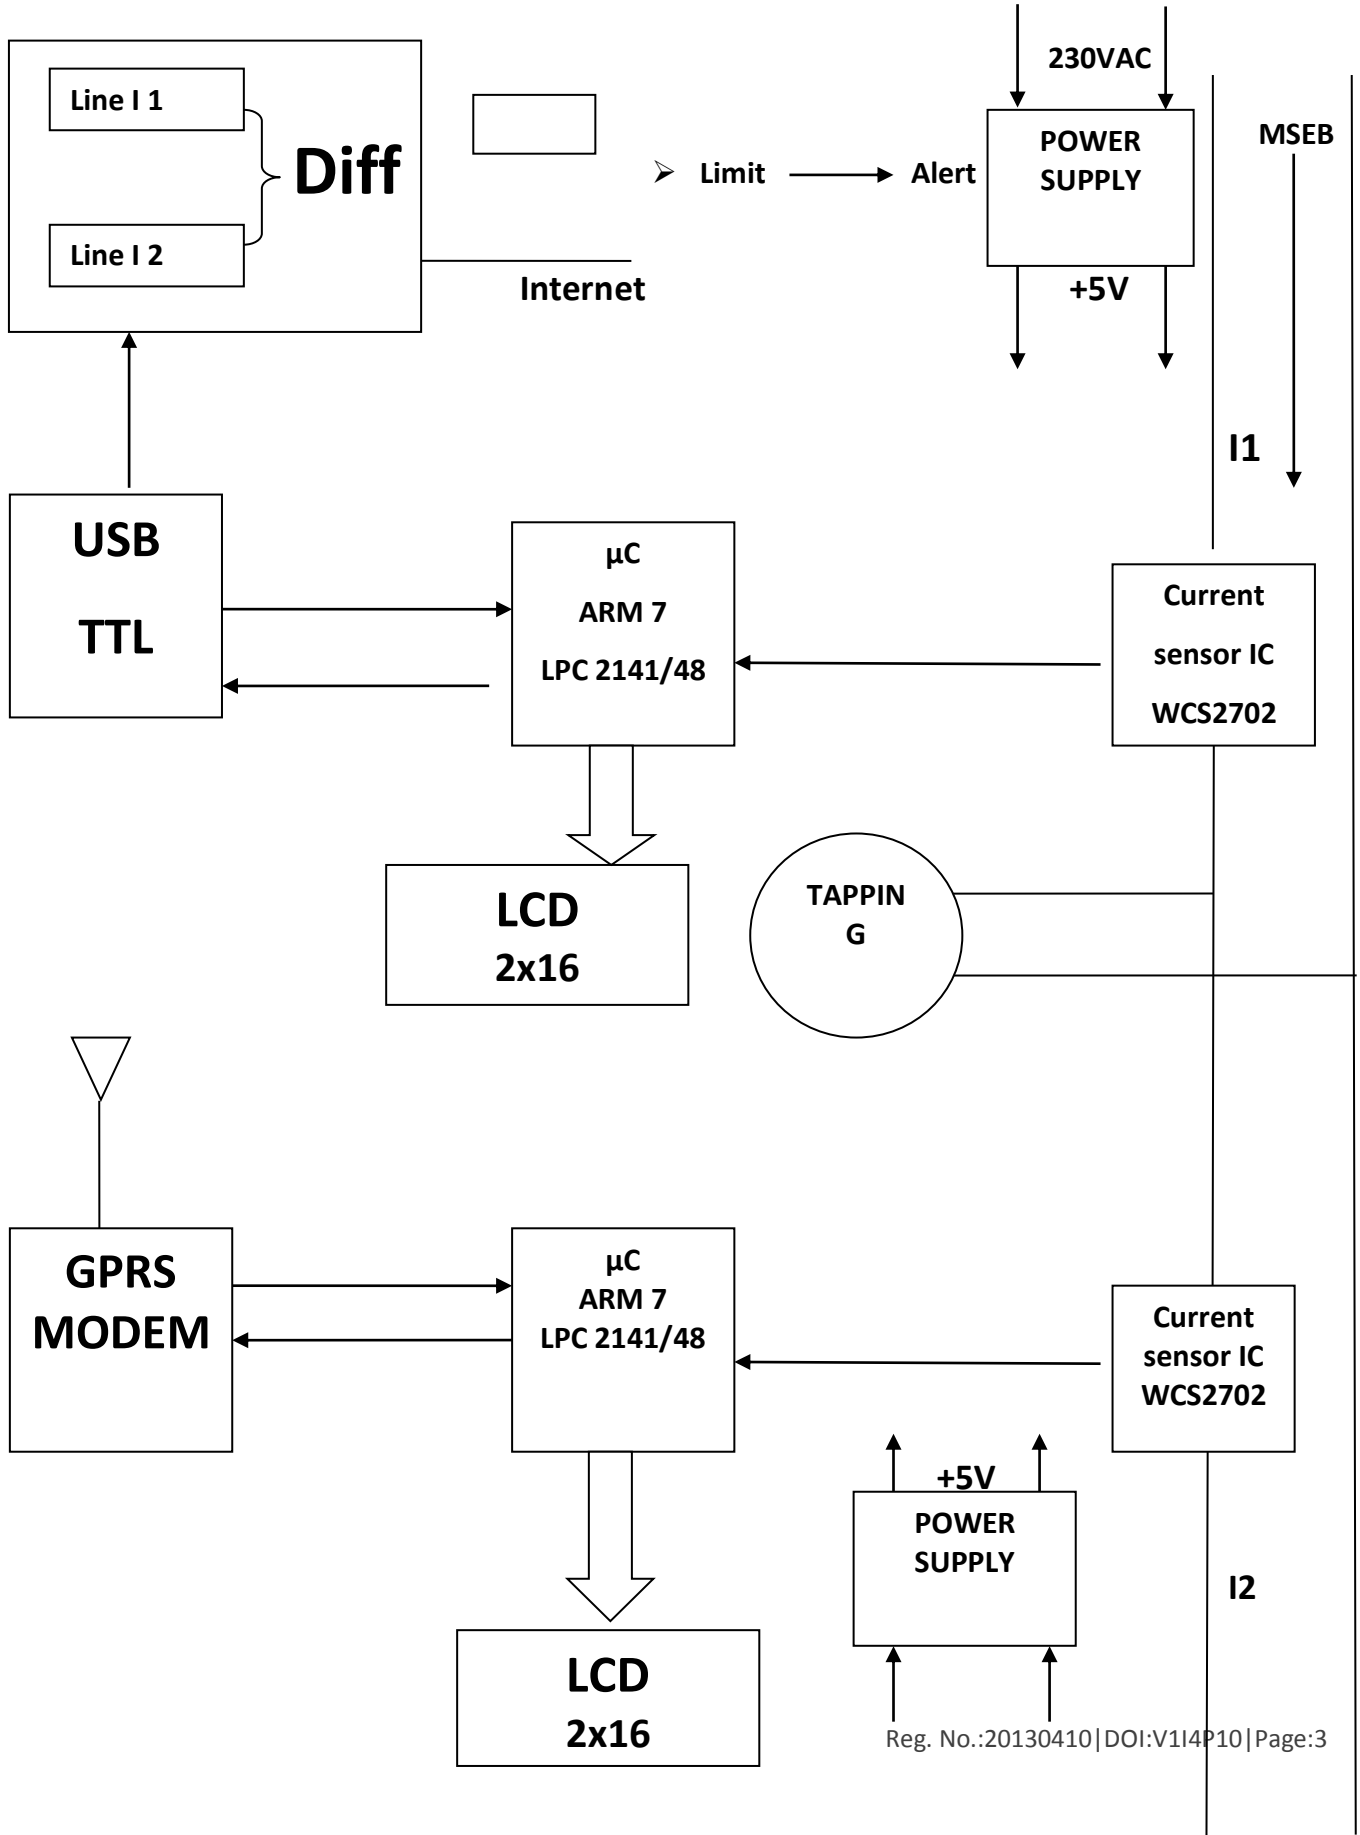 230VAC
Line I 1
Diff
Line I 2
Limit
Alert
POWER
SUPPLY
MSEB
Internet
+5V
I1
USB
TTL
µC
ARM 7
LPC 2141/48
Current
sensor IC
WCS2702
LCD
2x16
TAPPIN
G
GPRS
MODEM
µC
ARM 7
LPC 2141/48
Current
sensor IC
WCS2702
+5V
POWER
SUPPLY
I2
LCD
2x16
Reg. No.:20130410|DOI:V1I4P10|Page:3